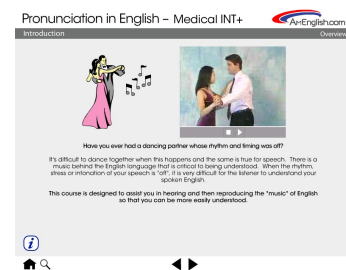 Pronunciation in English – Medical INT+
ArtEnglish.com
Introduction
Overview
Have you ever had a dancing partner whose rhythm and timing was off?
It's difficult to dance together when this happens and the same is true for speech. There is a
music behind the English language that is critical to being understood. When the rhythm,
stress or intonation of your speech is "off", it is very difficult for the listener to understand your
spoken English.
This course is designed to assist you in hearing and then reproducing the "music" of English
so that you can be more easily understood.
i